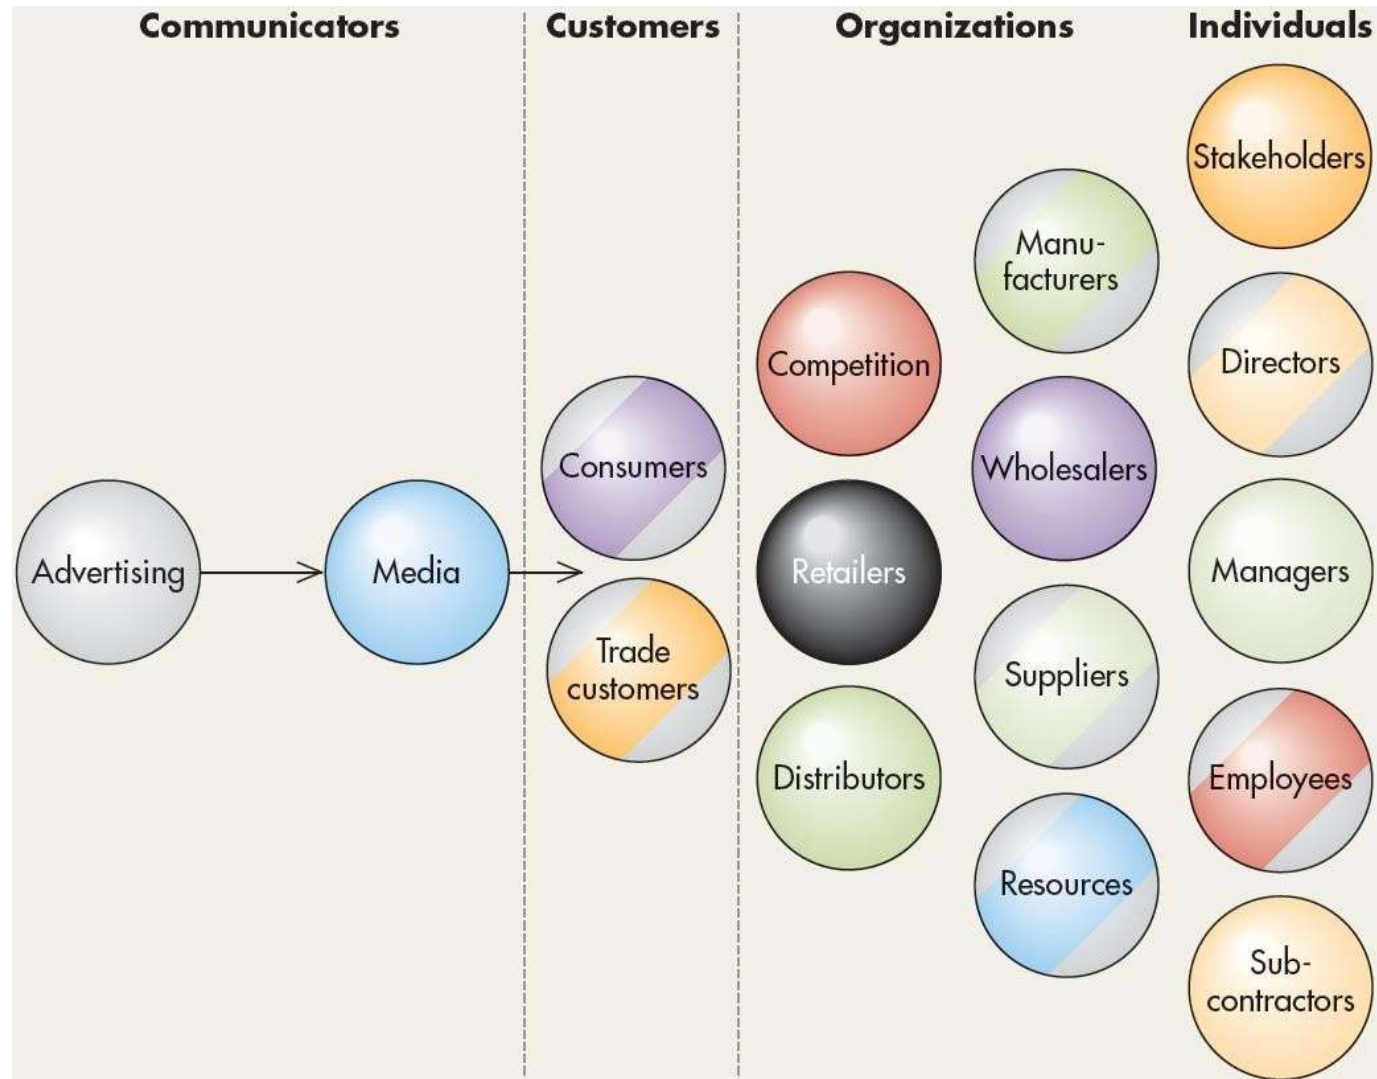 Communicators
Customers
Organizations
Individuals
Advertising
Media
Consumers
Trade
customers
Competition
Retailers
Distributors
Manu-
facturers
Wholesalers
Suppliers
Resources
Stakeholders
Directors
Managers
Employees
Sub-
contractors